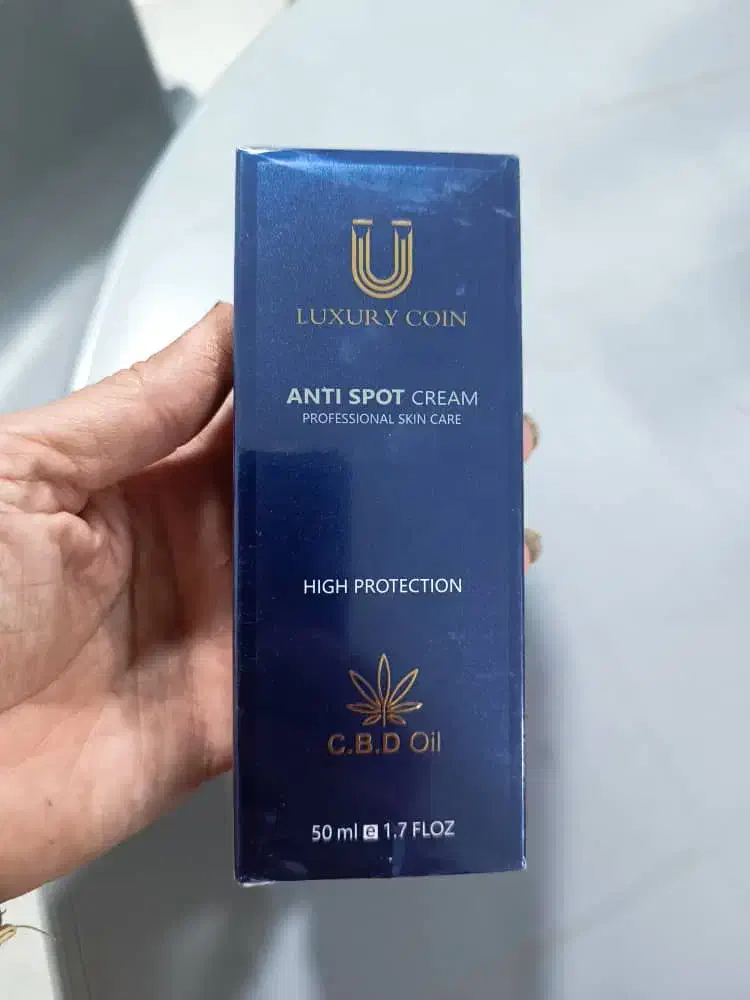 LUXURY COIN
ANTI SPOT CREAM
PROFESSIONAL SKIN CARE
HIGH PROTECTION
C.B.D Oil
50 ml e 1.7 FLOZ